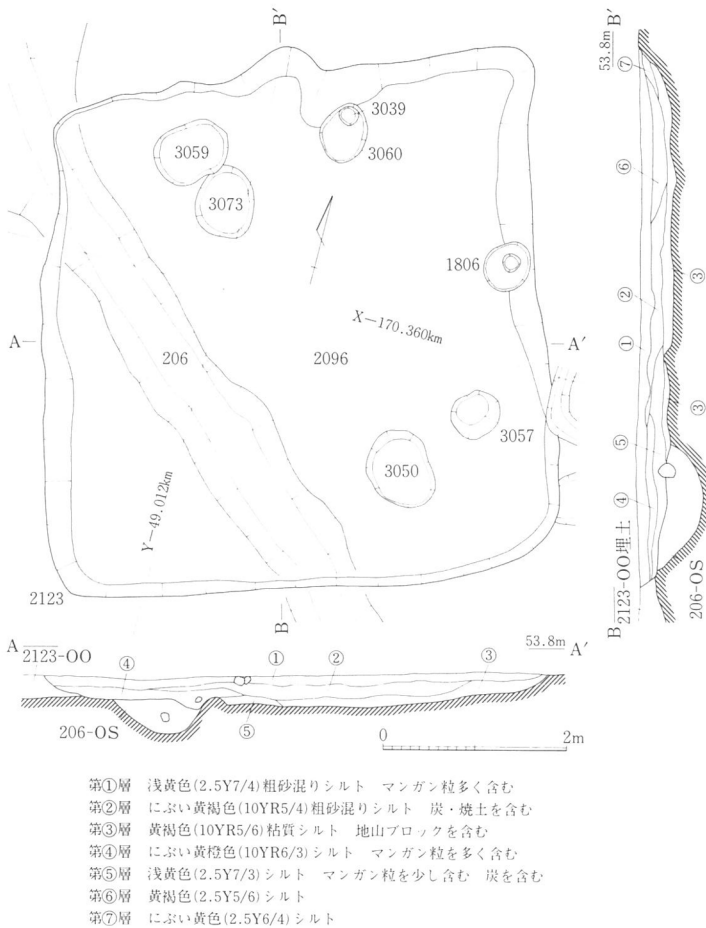 B′
3039
3059
3060
3073
1806
X-170.360km
A
A′
206
2096
3057
3050
Y-49.012km
2123
B
B′
53.8m
⑦
⑥
③
②
①
③
⑤
④
B
2123-OO埋土
206-OS
A
2123-OO
④
①
②
③
53.8m
A′
206-OS
⑤
0
2m
第①層 浅黄色(2.5Y7/4)粗砂混りシルト マンガン粒多く含む
第②層 にぶい黄褐色(10YR5/4)粗砂混りシルト 炭・焼土を含む
第③層 黄褐色(10YR5/6)粘質シルト 地山ブロックを含む
第④層 にぶい黄橙色(10YR6/3)シルト マンガン粒を多く含む
第⑤層 浅黄色(2.5Y7/3)シルト マンガン粒を少し含む 炭を含む
第⑥層 黄褐色(2.5Y5/6)シルト
第⑦層 にぶい黄色(2.5Y6/4)シルト